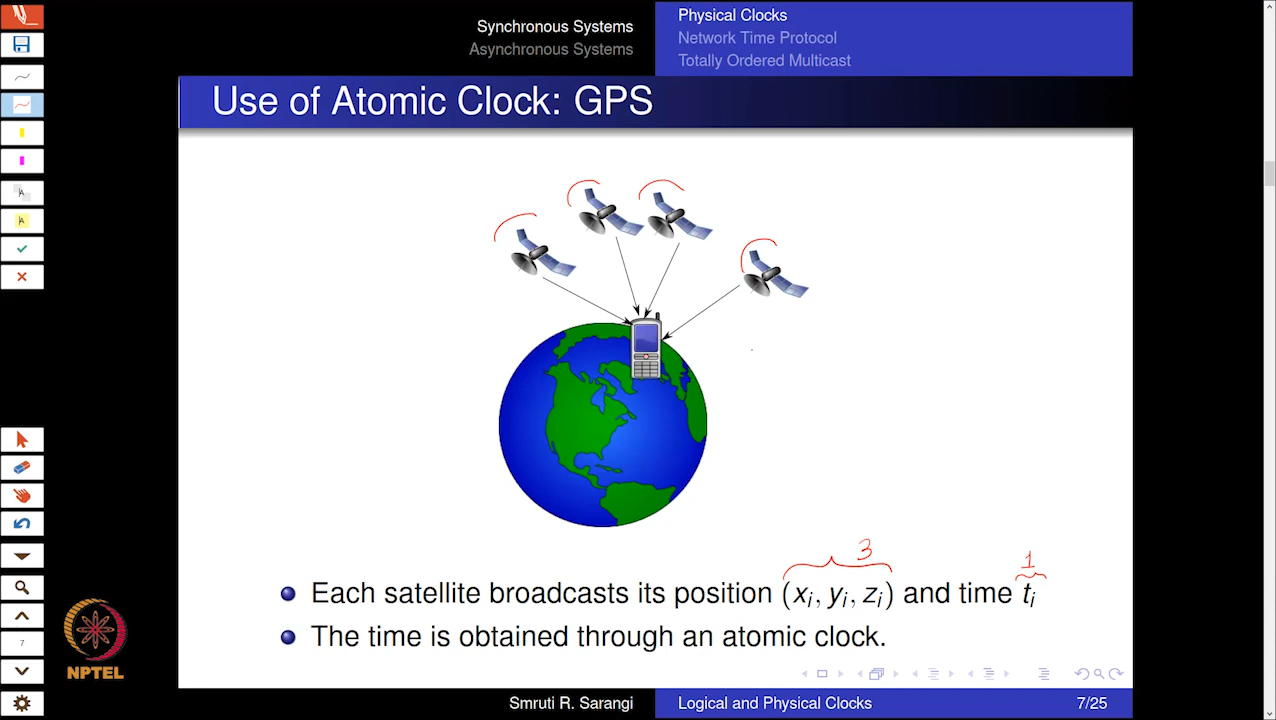 Synchronous Systems
Asynchronous Systems
Physical Clocks
Network Time Protocol
Totally Ordered Multicast
Use of Atomic Clock: GPS
3
1
Each satellite broadcasts its position (xᵢ, yᵢ, zᵢ) and time tᵢ
The time is obtained through an atomic clock.
NPTEL
Smruti R. Sarangi
Logical and Physical Clocks
7/25
A
A
7